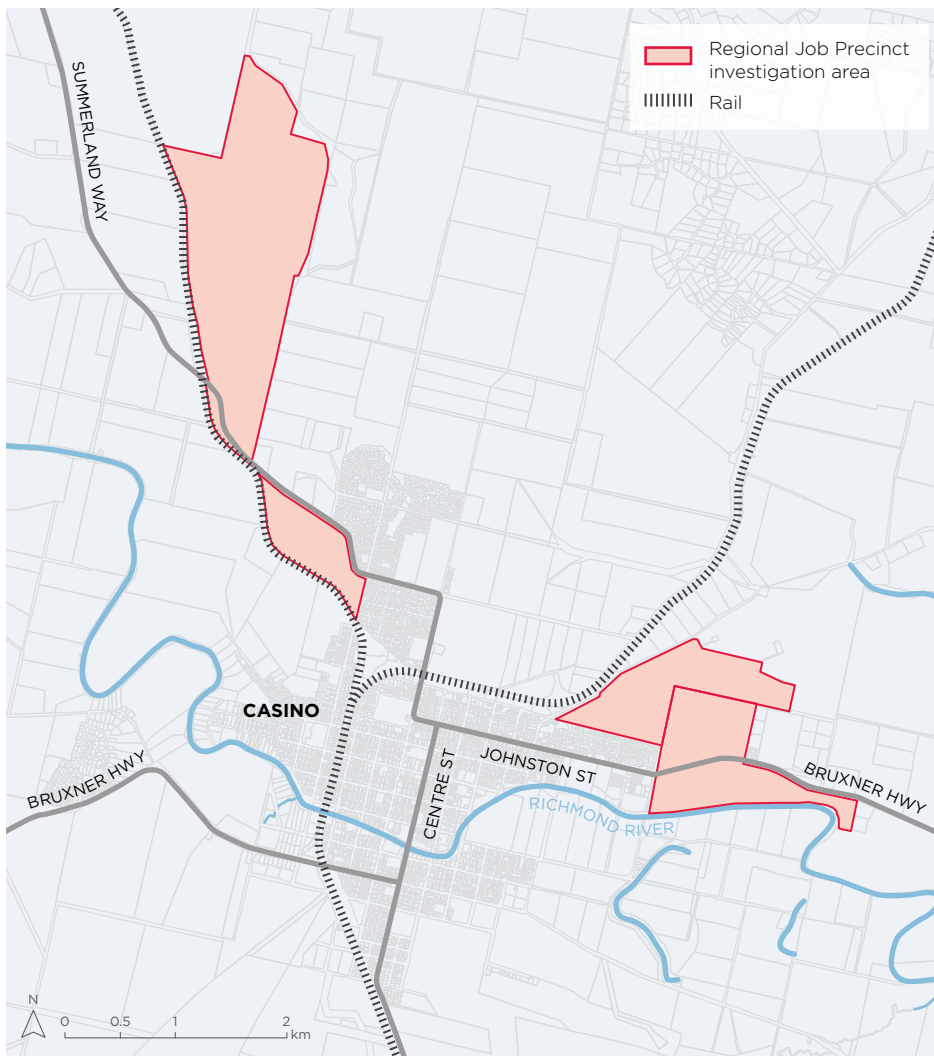 Regional Job Precinct
investigation area
Rail
SUMMERLAND WAY
CASINO
BRUXNER HWY
CENTRE ST
JOHNSTON ST
BRUXNER HWY
RICHMOND RIVER
N
0 0.5 1 2
km